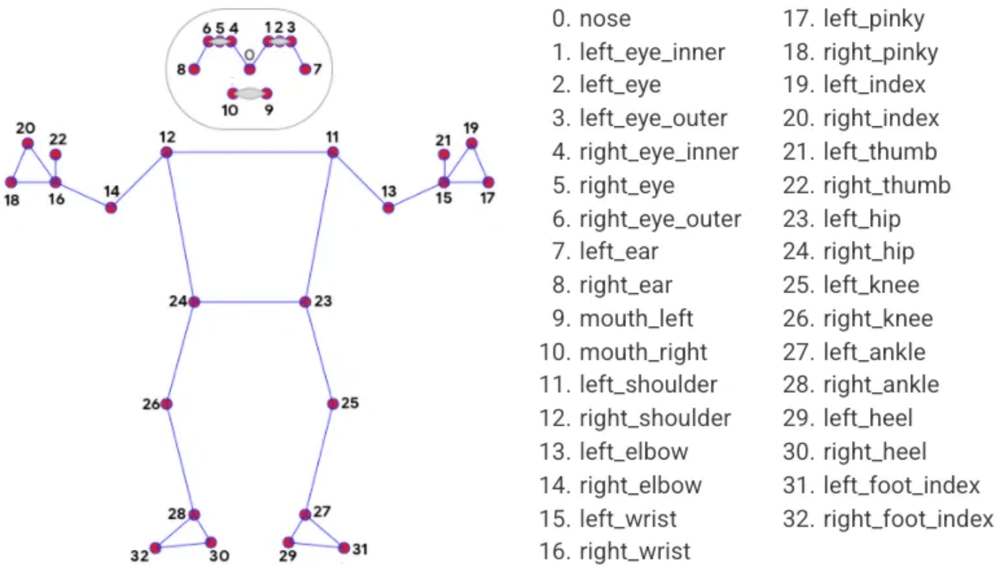 6 5 4 1 2 3
0
8 7
10 9
20 19
22 12 11 21
14 13
18 16 15 17
24 23
26 25
28 27
32 30 29 31
0. nose
1. left_eye_inner
2. left_eye
3. left_eye_outer
4. right_eye_inner
5. right_eye
6. right_eye_outer
7. left_ear
8. right_ear
9. mouth_left
10. mouth_right
11. left_shoulder
12. right_shoulder
13. left_elbow
14. right_elbow
15. left_wrist
16. right_wrist
17. left_pinky
18. right_pinky
19. left_index
20. right_index
21. left_thumb
22. right_thumb
23. left_hip
24. right_hip
25. left_knee
26. right_knee
27. left_ankle
28. right_ankle
29. left_heel
30. right_heel
31. left_foot_index
32. right_foot_index